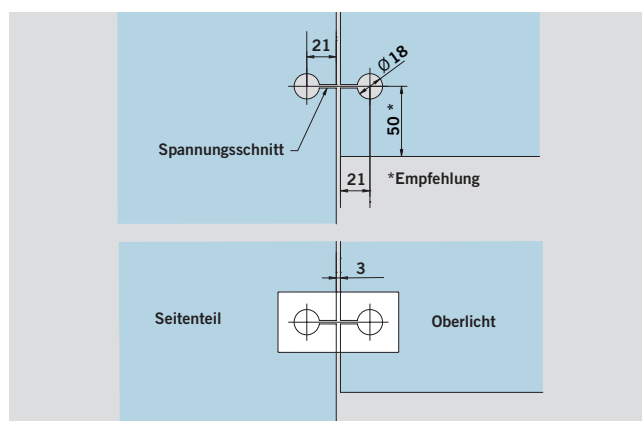 21
Ø18
50 *
Spannungsschnitt
21
*Empfehlung
3
Seitenteil
Oberlicht